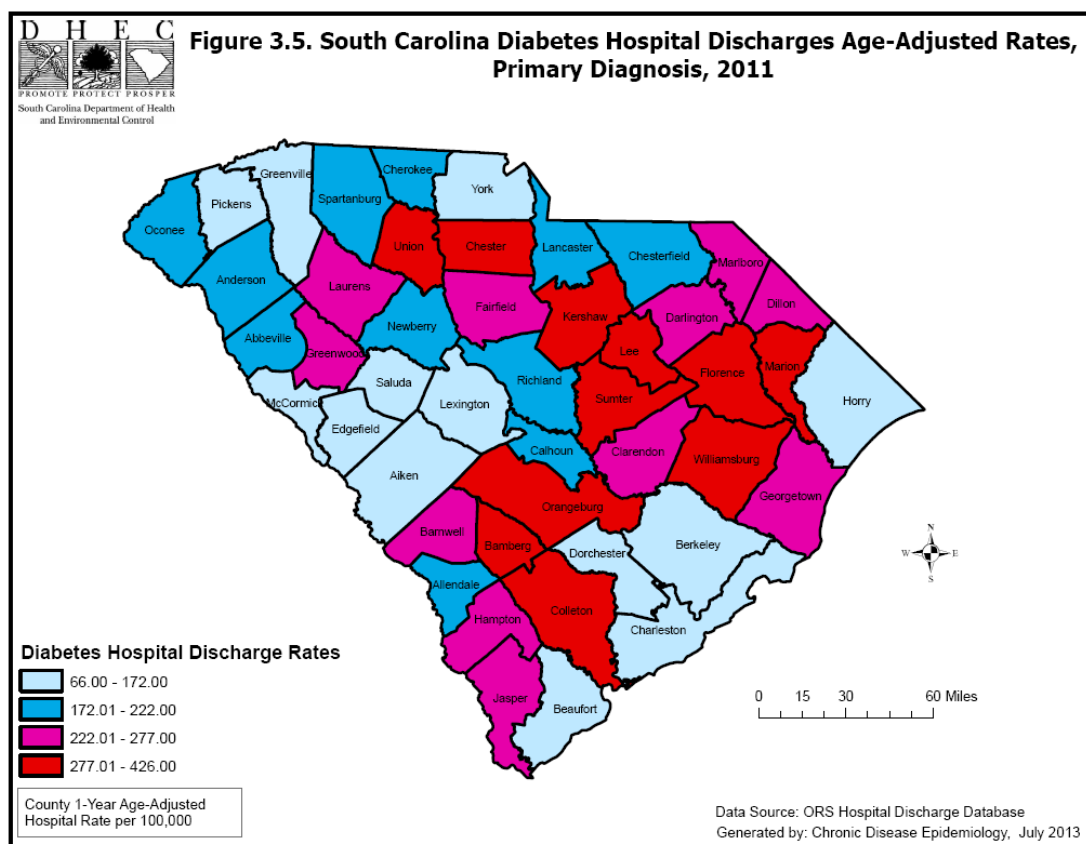 D H E C
PROMOTE PROTECT PROSPER
South Carolina Department of Health
and Environmental Control
Figure 3.5. South Carolina Diabetes Hospital Discharges Age-Adjusted Rates,
Primary Diagnosis, 2011
Cherokee
Greenville
York
Spartanburg
Pickens
Oconee
Union
Chester
Lancaster
Chesterfield
Marlboro
Anderson
Laurens
Fairfield
Dillon
Kershaw
Darlington
Newberry
Abbeville
Greenwood
Lee
Marion
Florence
Saluda
Richland
McCormick
Lexington
Sumter
Horry
Edgefield
Calhoun
Clarendon
Williamsburg
Aiken
Georgetown
Orangeburg
Barnwell
Bamberg
Dorchester
Berkeley
Allendale
Colleton
Hampton
Charleston
Jasper
Beaufort
N
W E
S
Diabetes Hospital Discharge Rates
66.00 - 172.00
172.01 - 222.00
222.01 - 277.00
277.01 - 426.00
0 15 30 60 Miles
County 1-Year Age-Adjusted
Hospital Rate per 100,000
Data Source: ORS Hospital Discharge Database
Generated by: Chronic Disease Epidemiology, July 2013